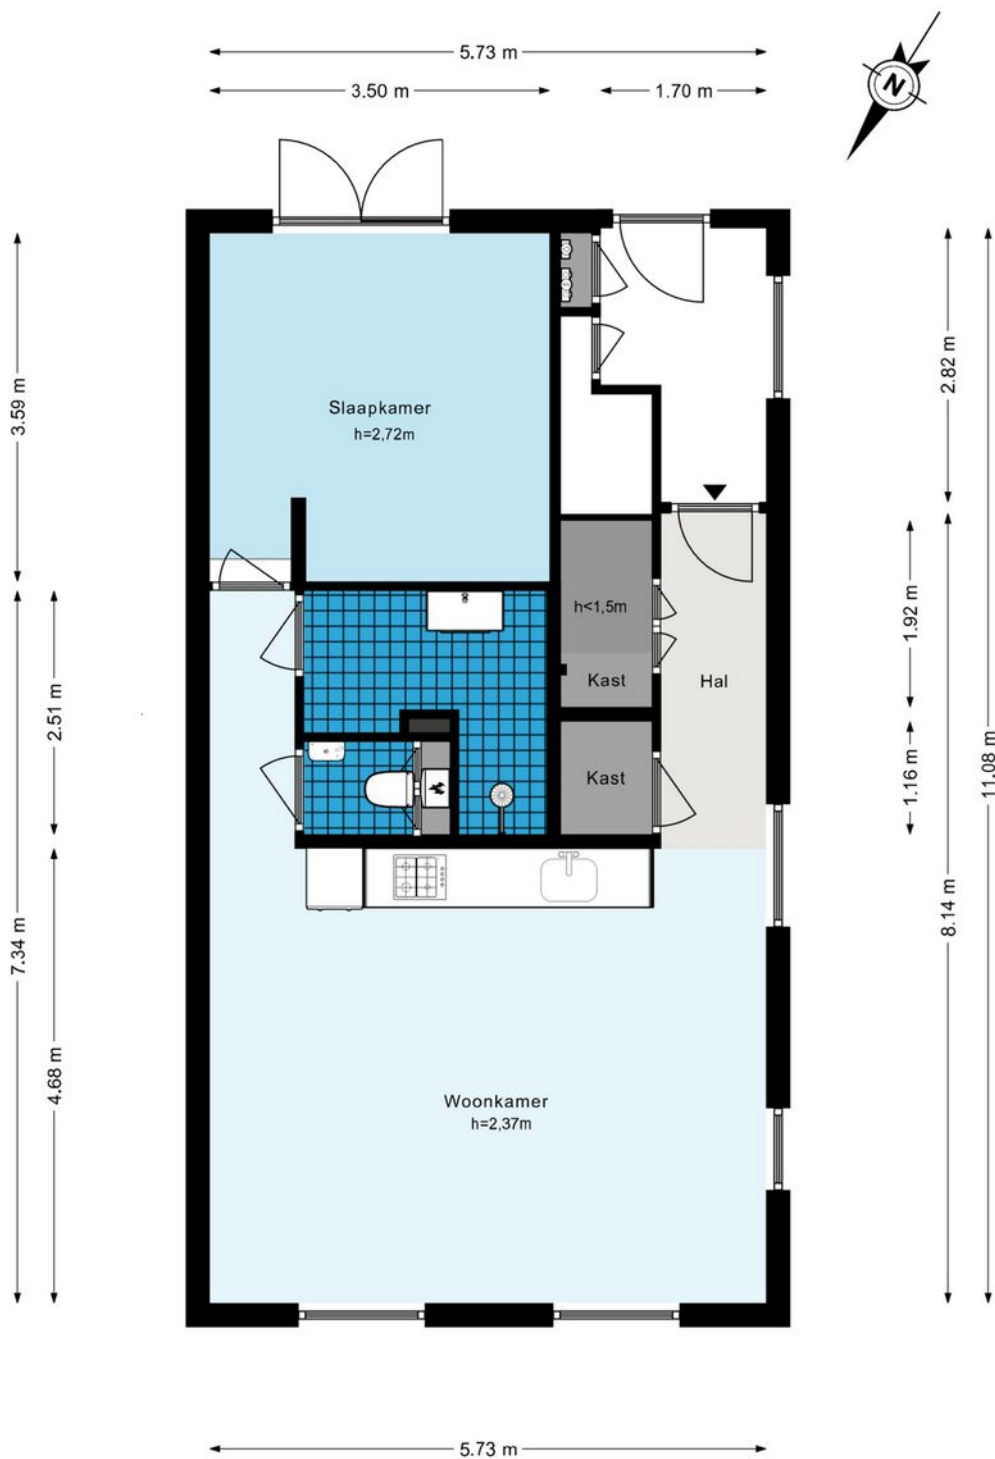 5.73 m
3.50 m
1.70 m
N
3.59 m
2.82 m
Slaapkamer
h=2,72m
h<1,5m
1.92 m
Kast
Hal
2.51 m
11.08 m
Kast
1.16 m
7.34 m
8.14 m
4.68 m
Woonkamer
h=2,37m
5.73 m